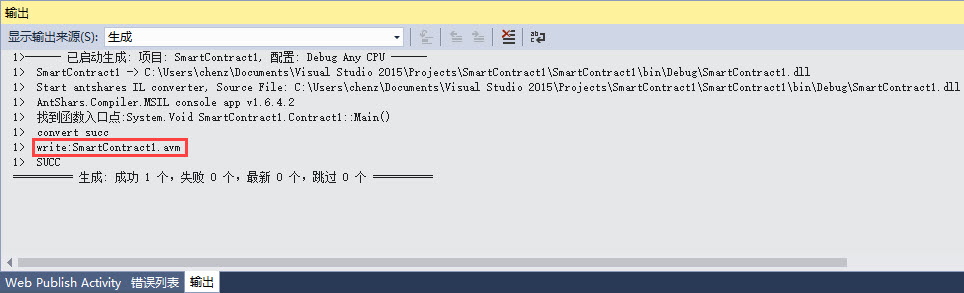 输出
显示输出来源(S): 生成
1>------ 已启动生成: 项目: SmartContract1, 配置: Debug Any CPU ------
1>  SmartContract1 -> C:\Users\chenz\Documents\Visual Studio 2015\Projects\SmartContract1\SmartContract1\bin\Debug\SmartContract1.dll
1>  Start antshares IL converter, Source File: C:\Users\chenz\Documents\Visual Studio 2015\Projects\SmartContract1\SmartContract1\bin\Debug\SmartContract1.dll
1>  AntShars.Compiler.MSIL console app v1.6.4.2
1>  找到函数入口点:System.Void SmartContract1.Contract1::Main()
1>  convert succ
1>  write:SmartContract1.avm
1>  SUCC
========== 生成: 成功 1 个，失败 0 个，最新 0 个，跳过 0 个 ==========
Web Publish Activity 错误列表 输出